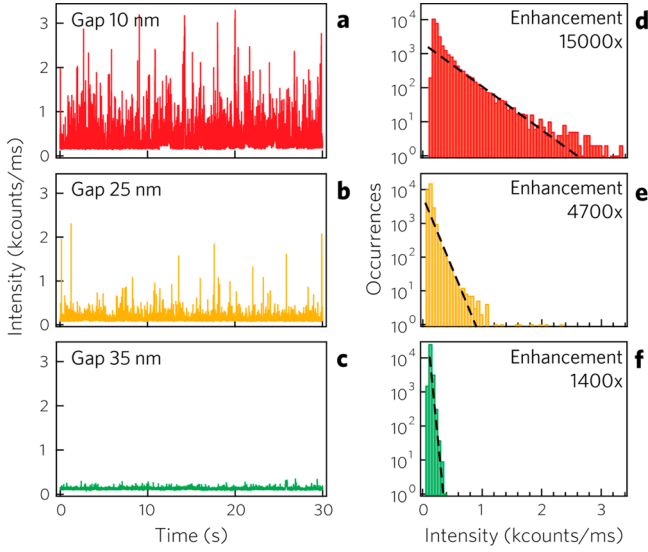 Gap 10 nm
a
3
2
1
0
Gap 25 nm
b
3
2
1
0
Gap 35 nm
c
3
2
1
0
0
10
20
30
Time (s)
Intensity (kcounts/ms)
Enhancement
15000x
d
10⁴
10³
10²
10¹
10⁰
Enhancement
4700x
e
10⁴
10³
10²
10¹
10⁰
Enhancement
1400x
f
10⁴
10³
10²
10¹
10⁰
0
1
2
3
Intensity (kcounts/ms)
Occurrences